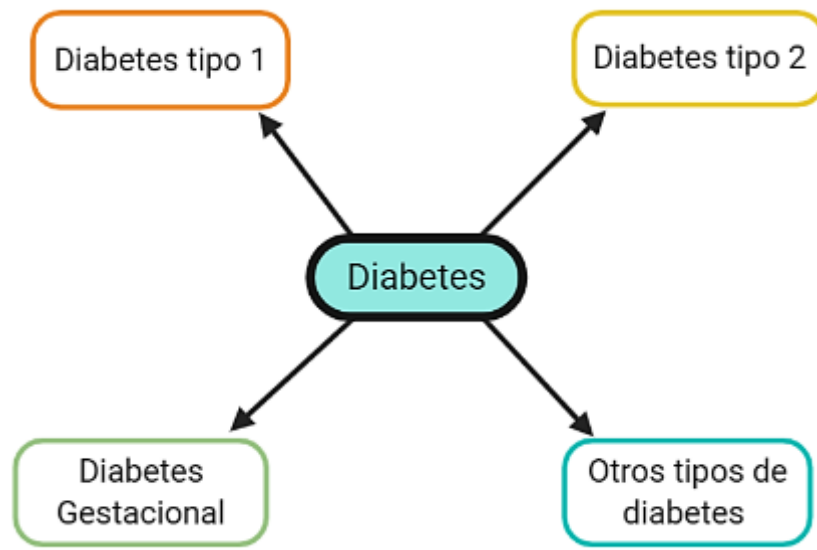 Diabetes tipo 1
Diabetes tipo 2
Diabetes
Diabetes
Gestacional
Otros tipos de
diabetes